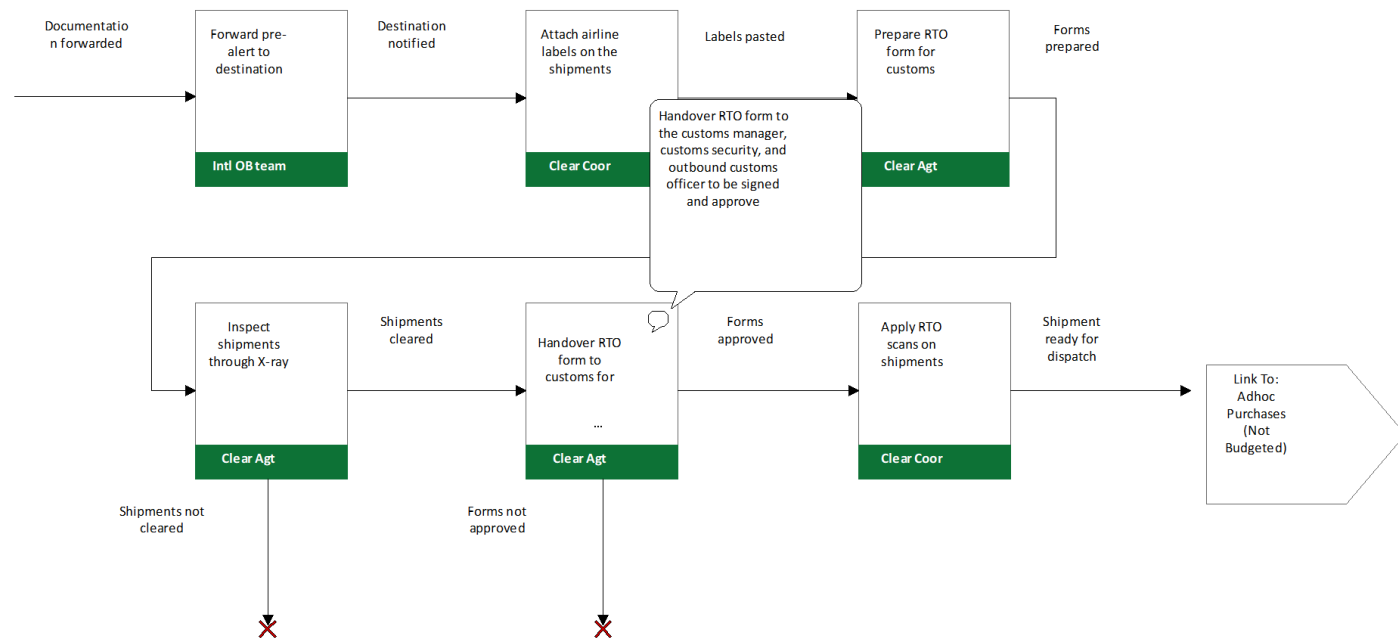 Documentatio
n forwarded
Forward pre-
alert to
destination
Intl OB team
Destination
notified
Attach airline
labels on the
shipments
Clear Coor
Labels pasted
Prepare RTO
form for
customs
Clear Agt
Forms
prepared
Handover RTO form to
the customs manager,
customs security, and
outbound customs
officer to be signed
and approve
Inspect
shipments
through X-ray
Clear Agt
Shipments
cleared
Handover RTO
form to
customs for
...
Clear Agt
Forms
approved
Apply RTO
scans on
shipments
Clear Coor
Shipment
ready for
dispatch
Link To:
Adhoc
Purchases
(Not
Budgeted)
Shipments not
cleared
Forms not
approved